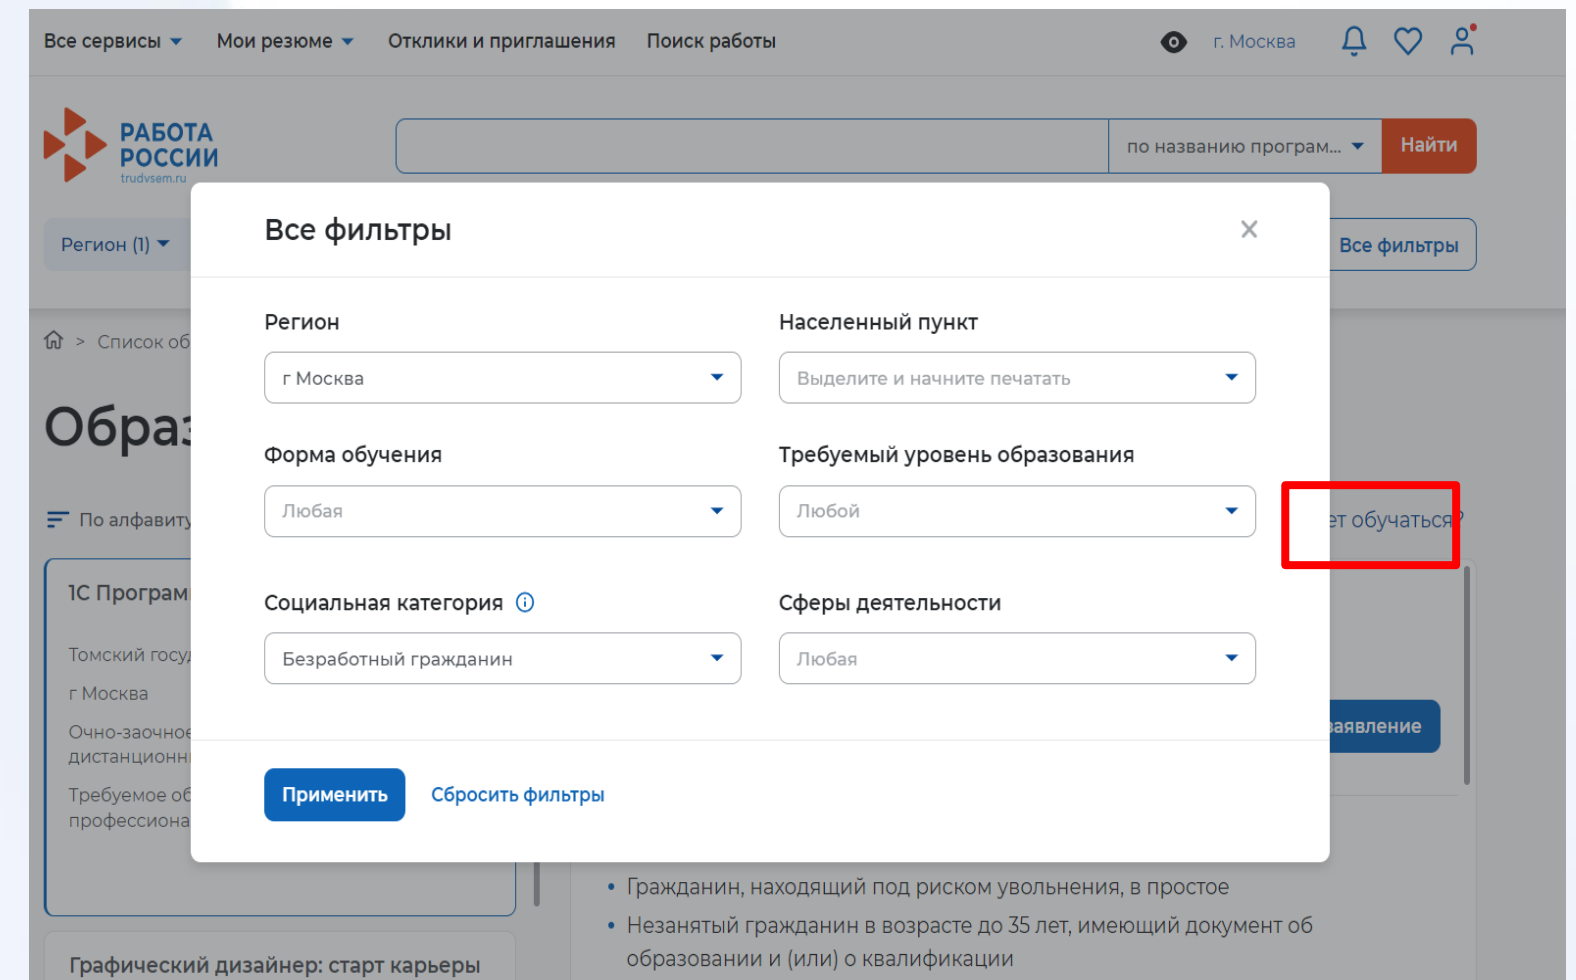 Все сервисы Мои резюме Отклики и приглашения Поиск работы г. Москва
РАБОТА
РОССИИ
trudvsem.ru
по названию програм... Найти
Регион (1) Все фильтры
Все фильтры
> Список об
Образ
По алфавиту
ет обучаться?
1С Програм
Томский госу
г Москва
Очно-заочное
дистанционн
Требуемое об
профессиона
Регион Населенный пункт
г Москва Выделите и начните печатать
Форма обучения Требуемый уровень образования
Любая Любой
Социальная категория Сферы деятельности
Безработный гражданин Любая
Применить Сбросить фильтры
заявление
• Гражданин, находящий под риском увольнения, в простое
• Незанятый гражданин в возрасте до 35 лет, имеющий документ об
образовании и (или) о квалификации
Графический дизайнер: старт карьеры